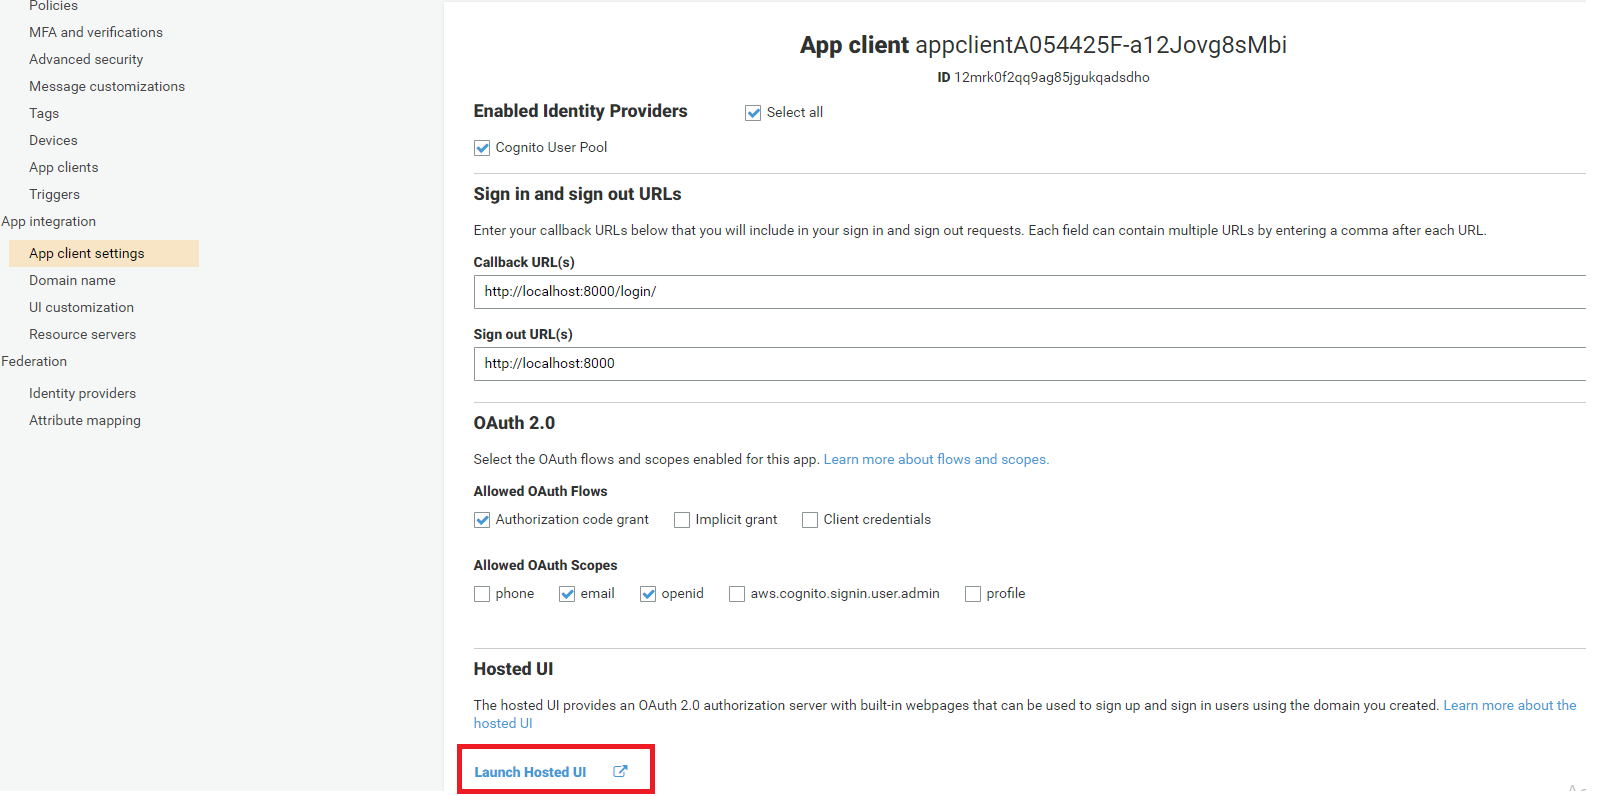 Policies
MFA and verifications
Advanced security
Message customizations
Tags
Devices
App clients
Triggers
App integration
App client settings
Domain name
UI customization
Resource servers
Federation
Identity providers
Attribute mapping
App client appclientA054425F-a12Jovg8sMbi
ID 12mrk0f2qq9ag85jgukqadsdho
Enabled Identity Providers Select all
Cognito User Pool
Sign in and sign out URLs
Enter your callback URLs below that you will include in your sign in and sign out requests. Each field can contain multiple URLs by entering a comma after each URL.
Callback URL(s)
http://localhost:8000/login/
Sign out URL(s)
http://localhost:8000
OAuth 2.0
Select the OAuth flows and scopes enabled for this app. Learn more about flows and scopes.
Allowed OAuth Flows
Authorization code grant Implicit grant Client credentials
Allowed OAuth Scopes
phone email openid aws.cognito.signin.user.admin profile
Hosted UI
The hosted UI provides an OAuth 2.0 authorization server with built-in webpages that can be used to sign up and sign in users using the domain you created. Learn more about the
hosted UI
Launch Hosted UI